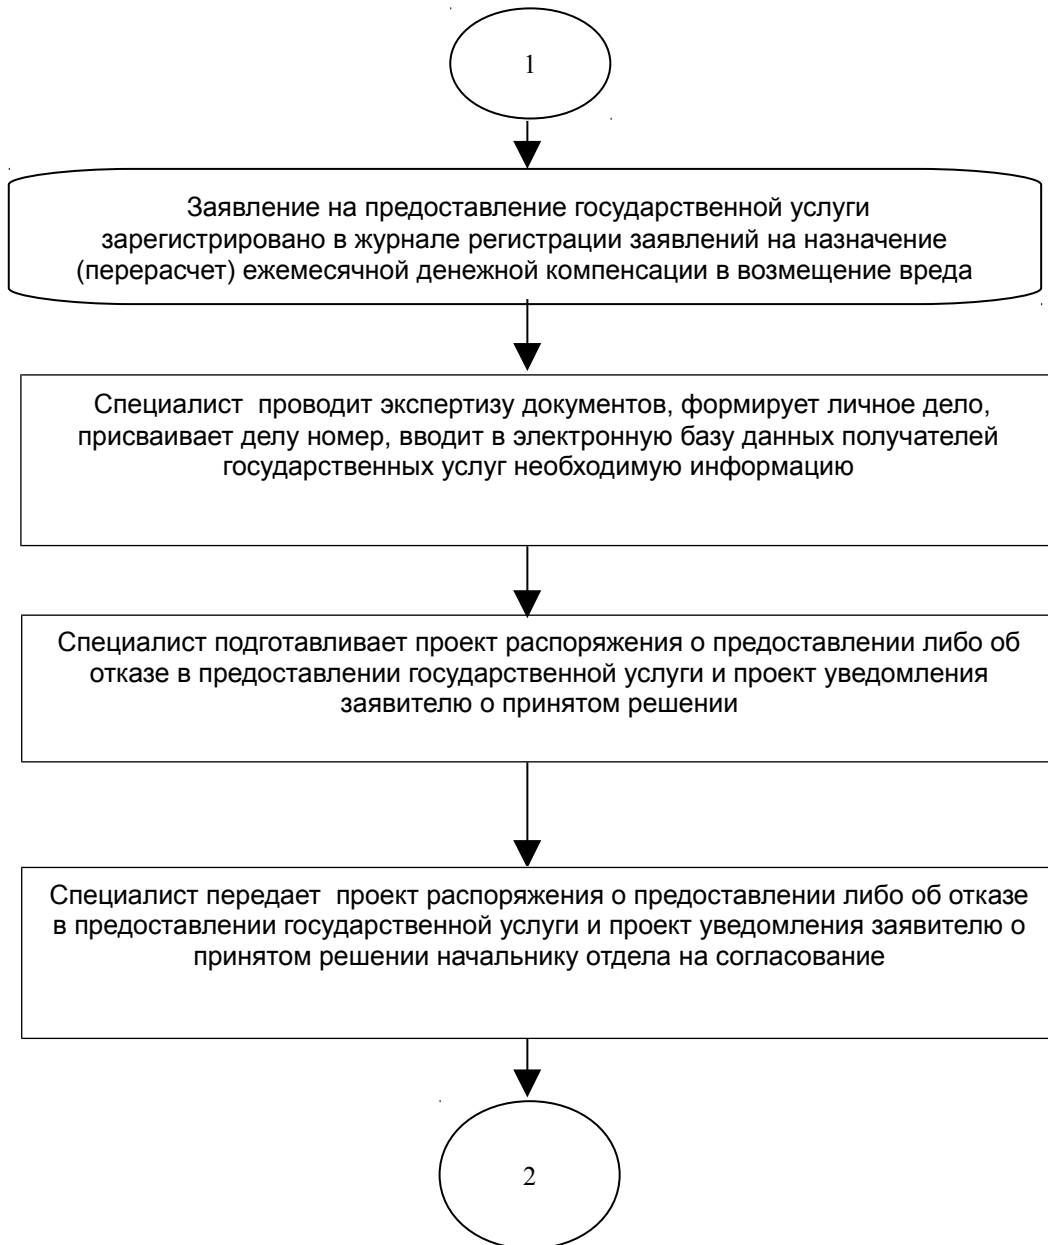 1
Заявление на предоставление государственной услуги
зарегистрировано в журнале регистрации заявлений на назначение
(перерасчет) ежемесячной денежной компенсации в возмещение вреда
Специалист  проводит экспертизу документов, формирует личное дело,
присваивает делу номер, вводит в электронную базу данных получателей
государственных услуг необходимую информацию
Специалист подготавливает проект распоряжения о предоставлении либо об
отказе в предоставлении государственной услуги и проект уведомления
заявителю о принятом решении
Специалист передает  проект распоряжения о предоставлении либо об отказе
в предоставлении государственной услуги и проект уведомления заявителю о
принятом решении начальнику отдела на согласование
2